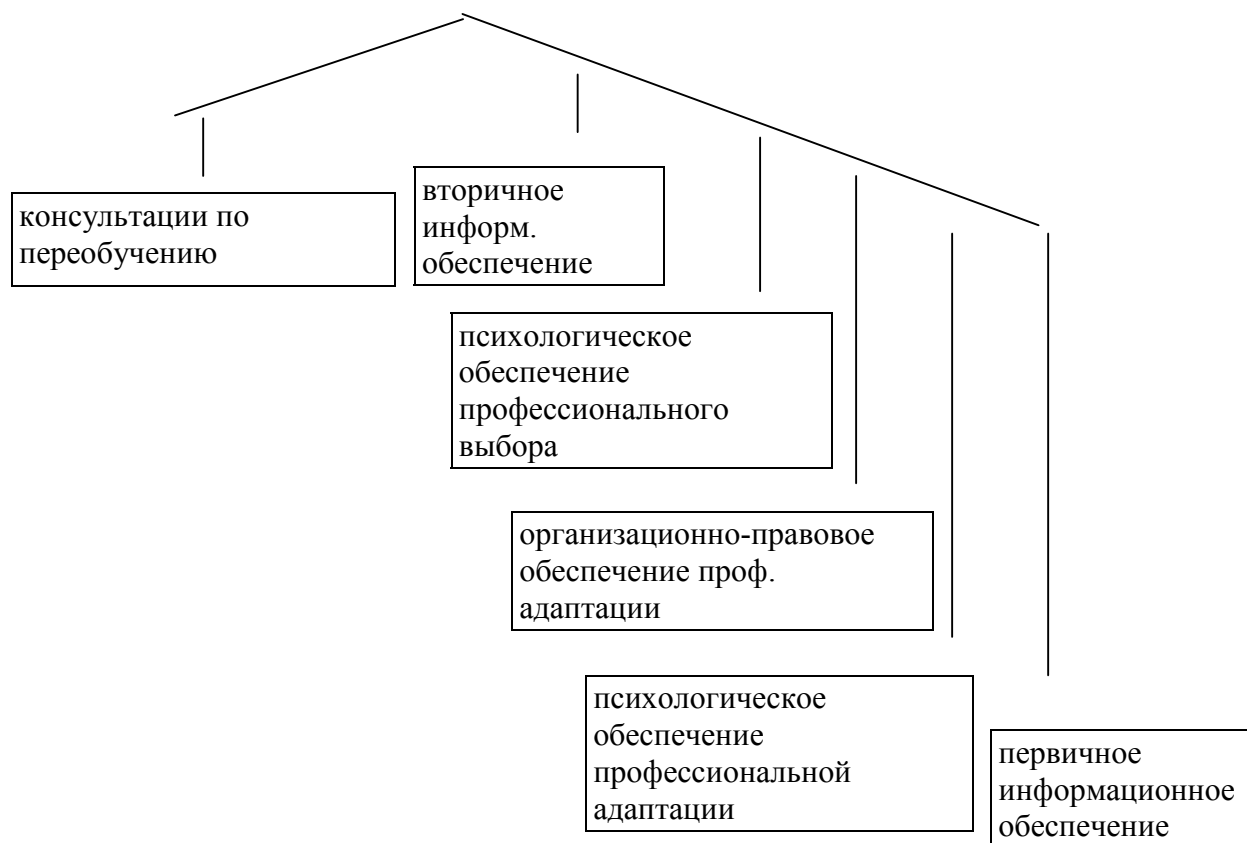 консультации по
переобучению
вторичное
информ.
обеспечение
психологическое
обеспечение
профессионального
выбора
организационно-правовое
обеспечение проф.
адаптации
психологическое
обеспечение
профессиональной
адаптации
первичное
информационное
обеспечение